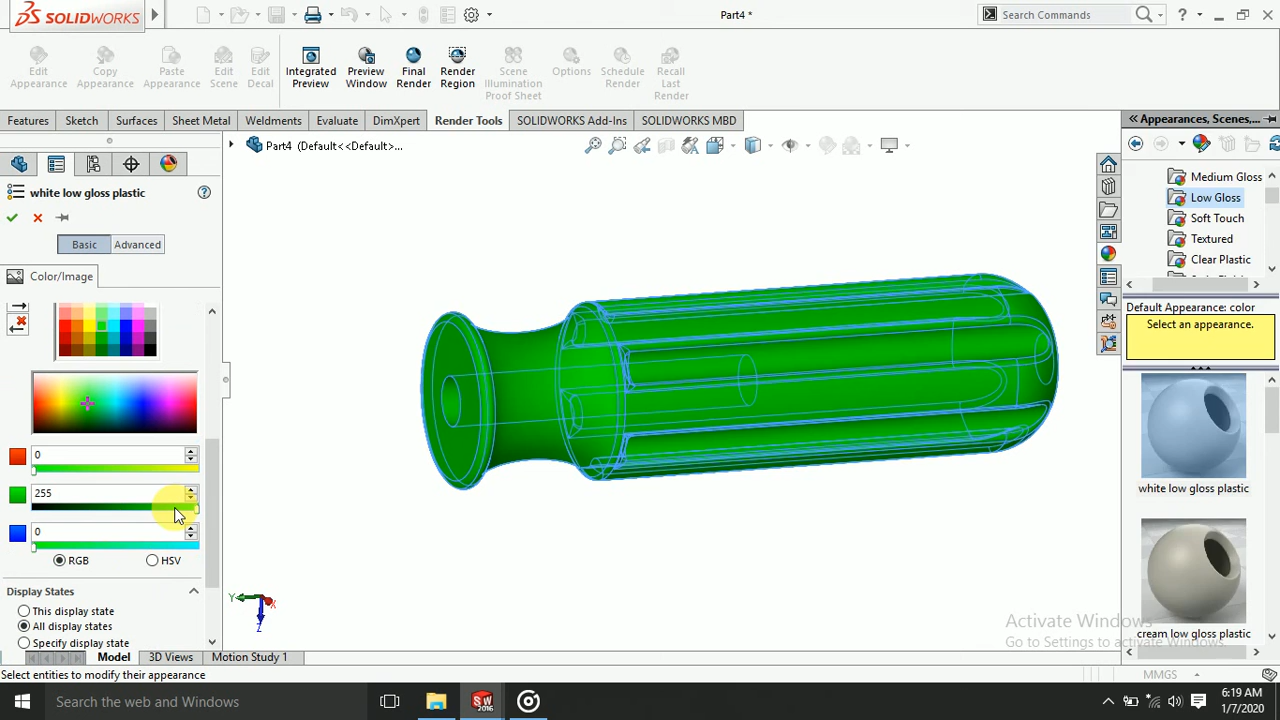 SOLIDWORKS
Part4 *
Search Commands
Edit Appearance
Copy Appearance
Paste Appearance
Edit Scene
Edit Decal
Integrated Preview
Preview Window
Final Render
Render Region
Scene Illumination Proof Sheet
Options
Schedule Render
Recall Last Render
Features
Sketch
Surfaces
Sheet Metal
Weldments
Evaluate
DimXpert
Render Tools
SOLIDWORKS Add-Ins
SOLIDWORKS MBD
Appearances, Scenes,...
Part4 (Default<<Default>...
white low gloss plastic
Basic
Advanced
Color/Image
0
255
0
RGB
HSV
Display States
This display state
All display states
Specify display state
Medium Gloss
Low Gloss
Soft Touch
Textured
Clear Plastic
Default Appearance: color
Select an appearance.
white low gloss plastic
cream low gloss plastic
Y
X
Z
Activate Windows
Go to Settings to activate Windows.
Model
3D Views
Motion Study 1
Select entities to modify their appearance
MMGS
Search the web and Windows
SW
2016
6:19 AM
1/7/2020